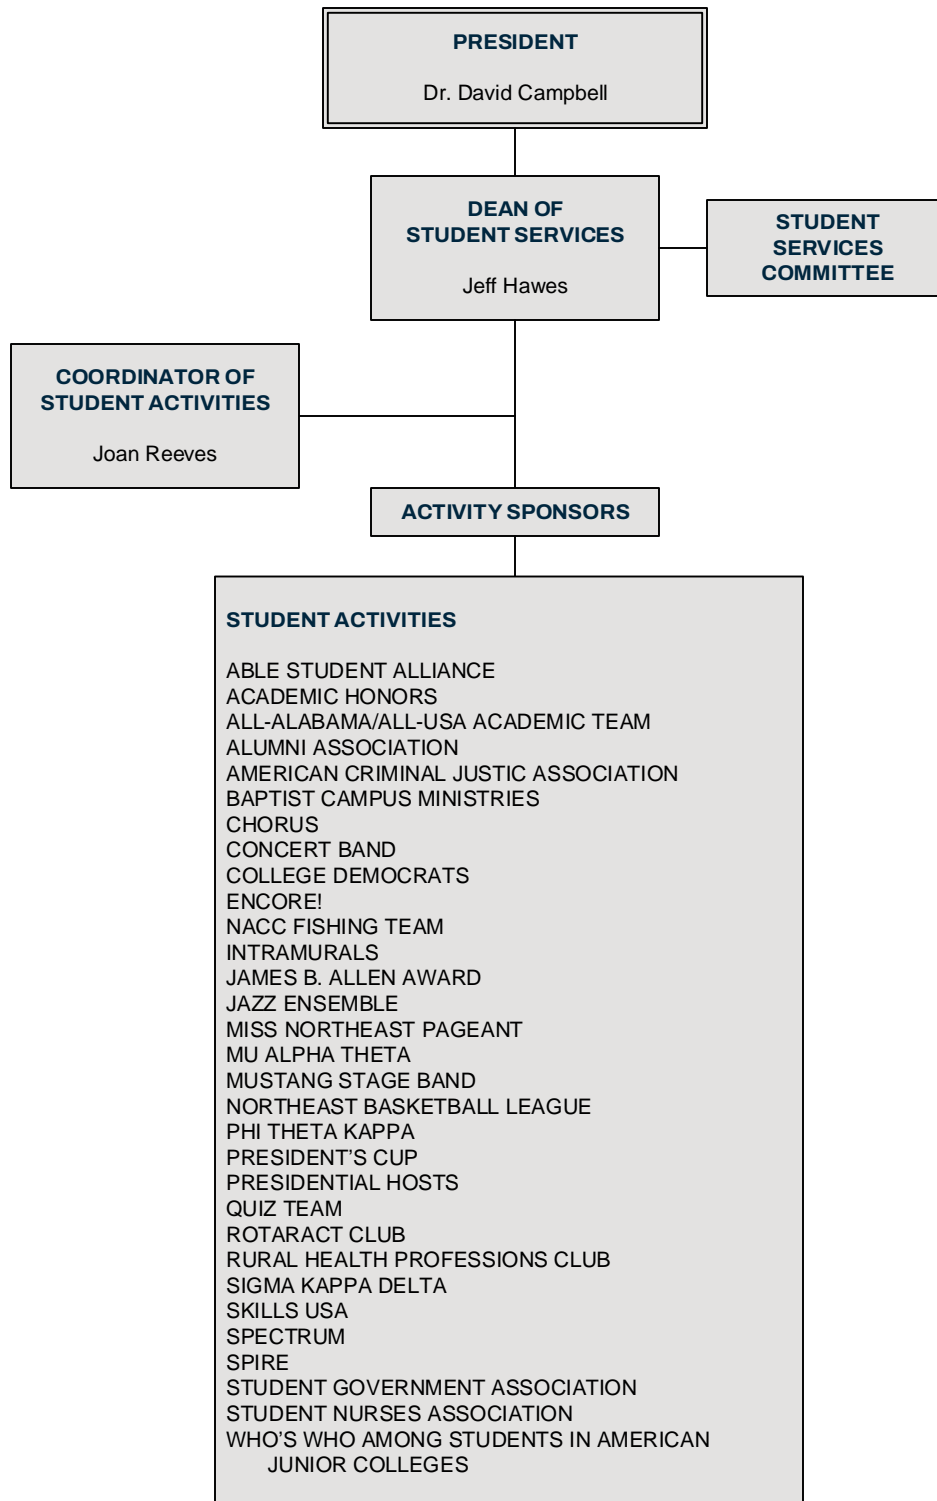 PRESIDENT
Dr. David Campbell
DEAN OF
STUDENT SERVICES
Jeff Hawes
STUDENT
SERVICES
COMMITTEE
COORDINATOR OF
STUDENT ACTIVITIES
Joan Reeves
ACTIVITY SPONSORS
STUDENT ACTIVITIES
ABLE STUDENT ALLIANCE
ACADEMIC HONORS
ALL-ALABAMA/ALL-USA ACADEMIC TEAM
ALUMNI ASSOCIATION
AMERICAN CRIMINAL JUSTIC ASSOCIATION
BAPTIST CAMPUS MINISTRIES
CHORUS
CONCERT BAND
COLLEGE DEMOCRATS
ENCORE!
NACC FISHING TEAM
INTRAMURALS
JAMES B. ALLEN AWARD
JAZZ ENSEMBLE
MISS NORTHEAST PAGEANT
MU ALPHA THETA
MUSTANG STAGE BAND
NORTHEAST BASKETBALL LEAGUE
PHI THETA KAPPA
PRESIDENT’S CUP
PRESIDENTIAL HOSTS
QUIZ TEAM
ROTARACT CLUB
RURAL HEALTH PROFESSIONS CLUB
SIGMA KAPPA DELTA
SKILLS USA
SPECTRUM
SPIRE
STUDENT GOVERNMENT ASSOCIATION
STUDENT NURSES ASSOCIATION
WHO’S WHO AMONG STUDENTS IN AMERICAN
JUNIOR COLLEGES